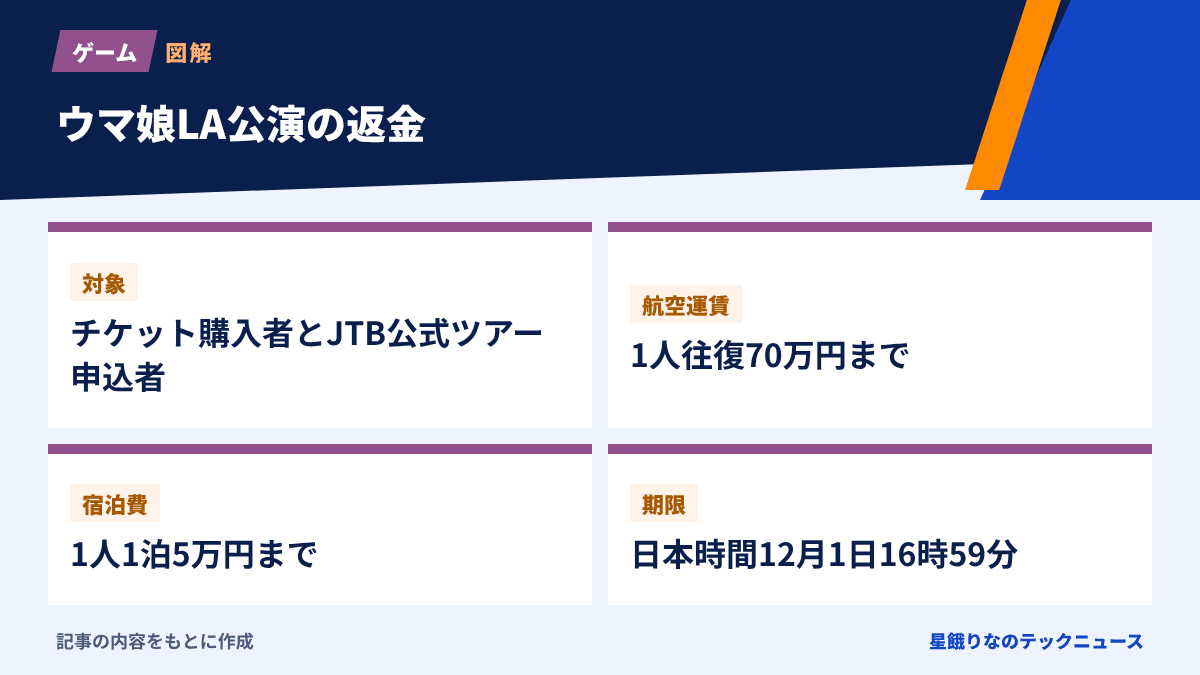 ゲーム 図解
ウマ娘LA公演の返金
対象
チケット購入者とJTB公式ツアー
申込者
航空運賃
1人往復70万円まで
宿泊費
1人1泊5万円まで
期限
日本時間12月1日16時59分
記事の内容をもとに作成
星餓りなのテックニュース